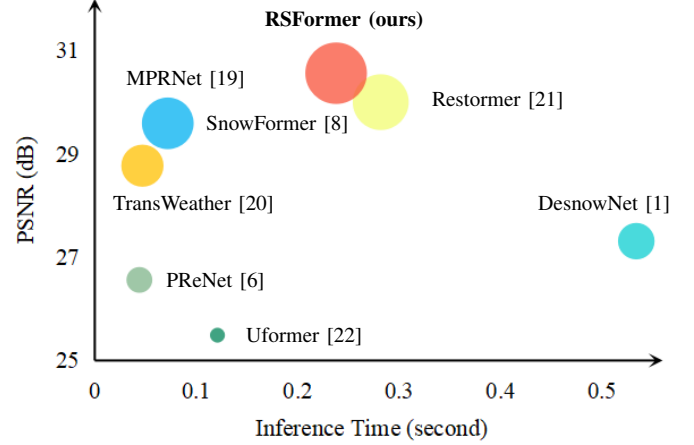 RSFormer (ours)
31
MPRNet [19]
Restormer [21]
SnowFormer [8]
29
TransWeather [20]
DesnowNet [1]
PSNR (dB)
27
PReNet [6]
Uformer [22]
25
0 0.1 0.2 0.3 0.4 0.5
Inference Time (second)